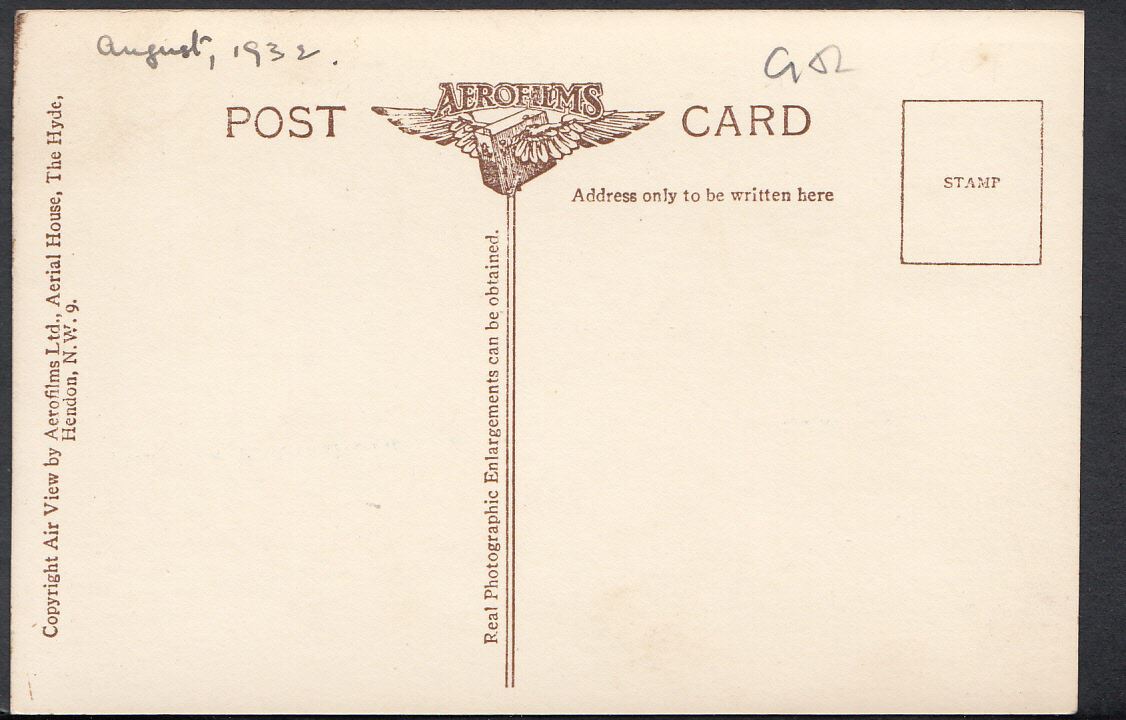 August, 1932.
POST
AEROFILMS
CARD
STAMP
Address only to be written here
Copyright Air View by Aerofilms Ltd., Aerial House, The Hyde,
Hendon, N.W. 9.
Real Photographic Enlargements can be obtained.